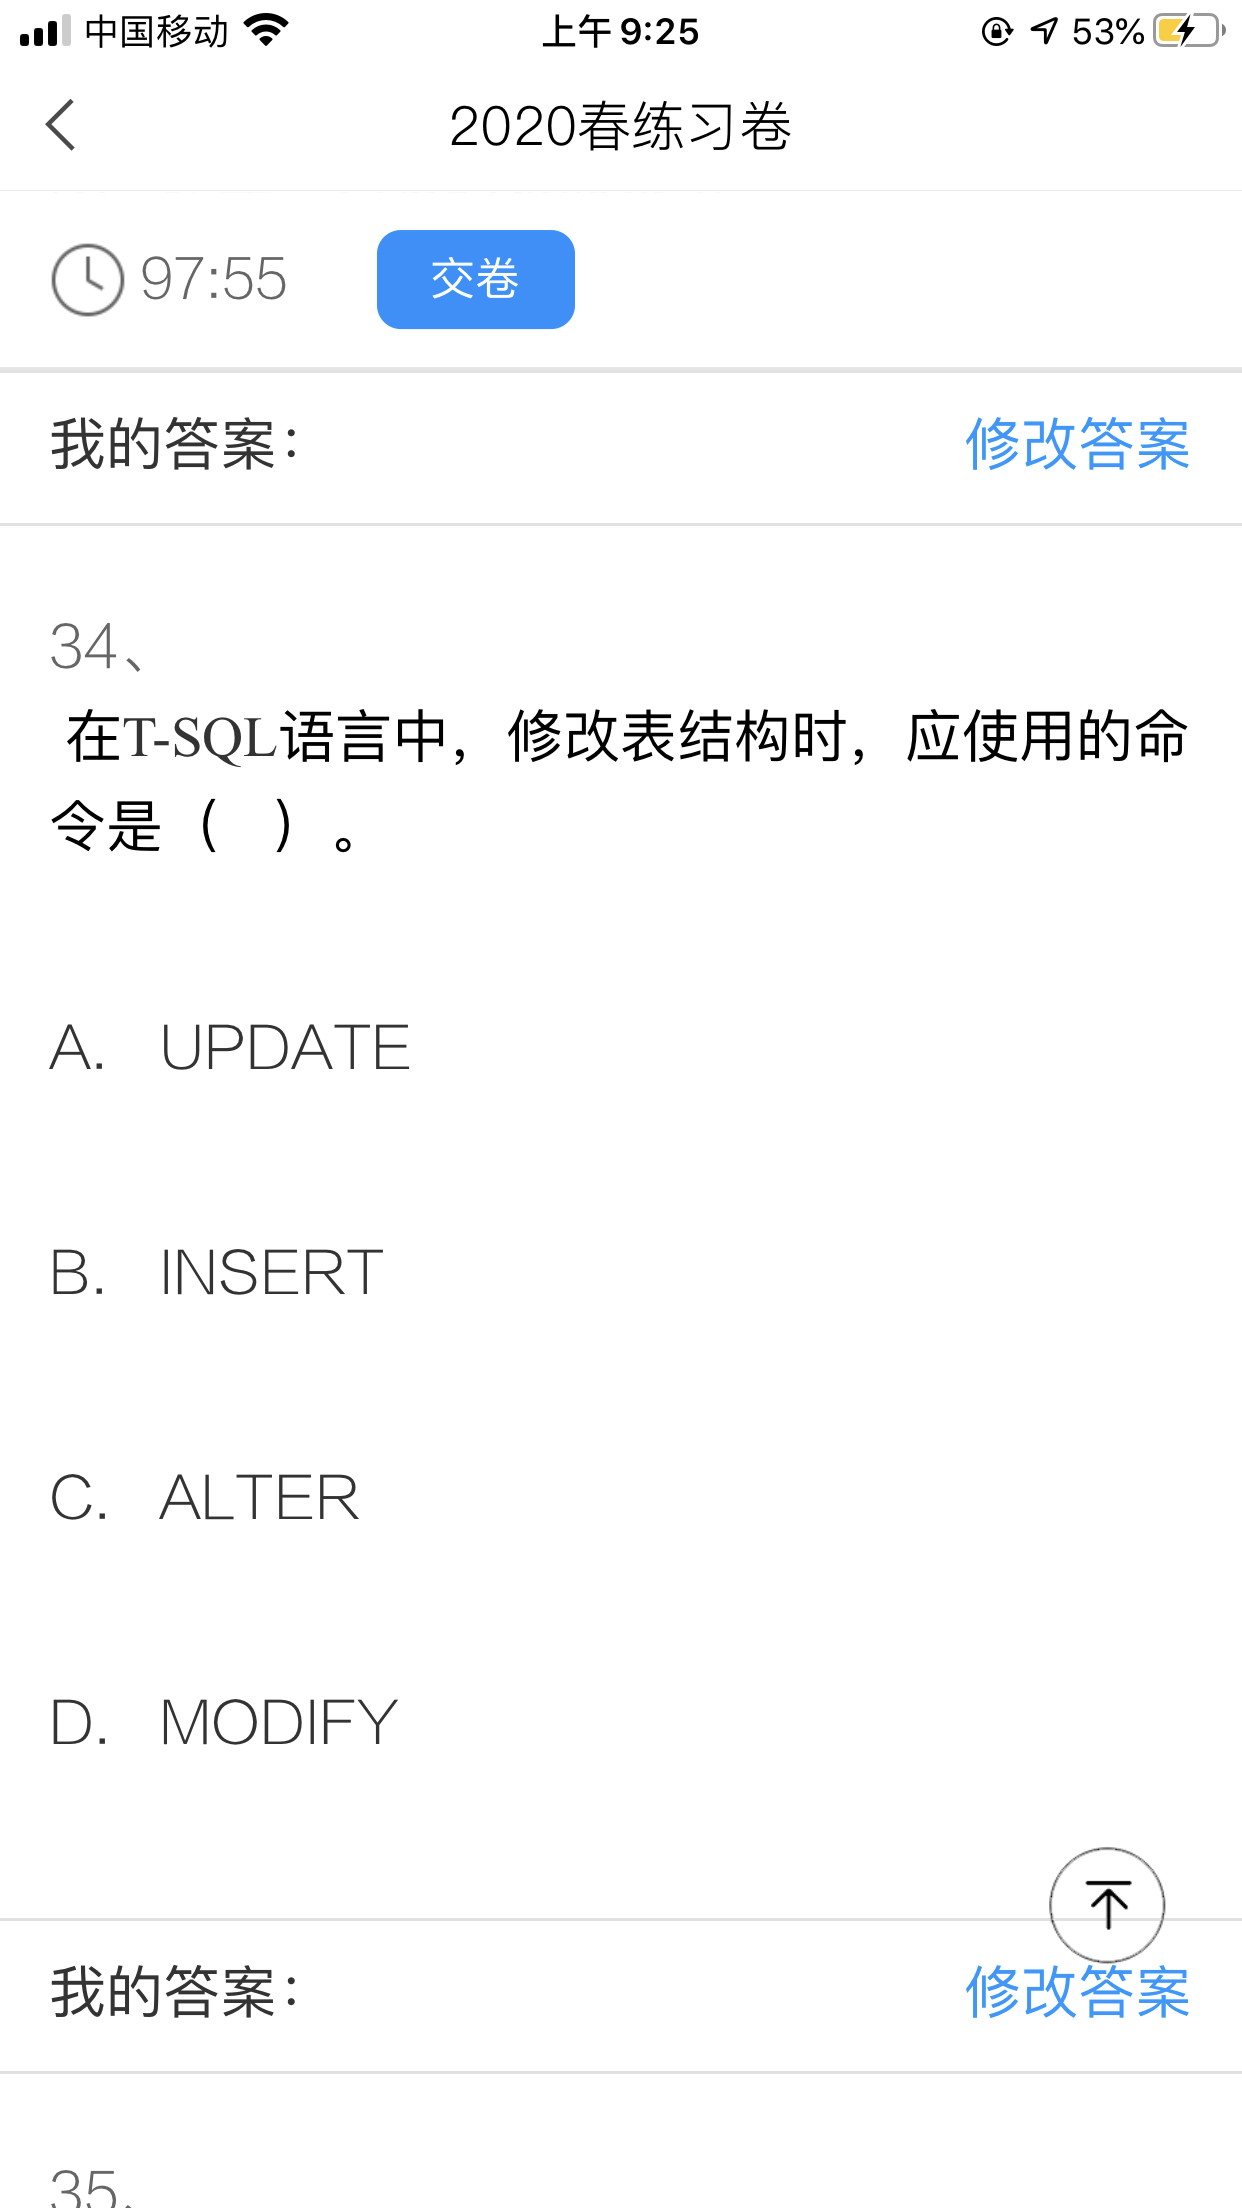 中国移动 上午 9:25 53%
2020春练习卷
97:55 交卷
我的答案： 修改答案
34、
在T-SQL语言中，修改表结构时，应使用的命
令是（ ）。
A. UPDATE
B. INSERT
C. ALTER
D. MODIFY
我的答案： 修改答案
35、